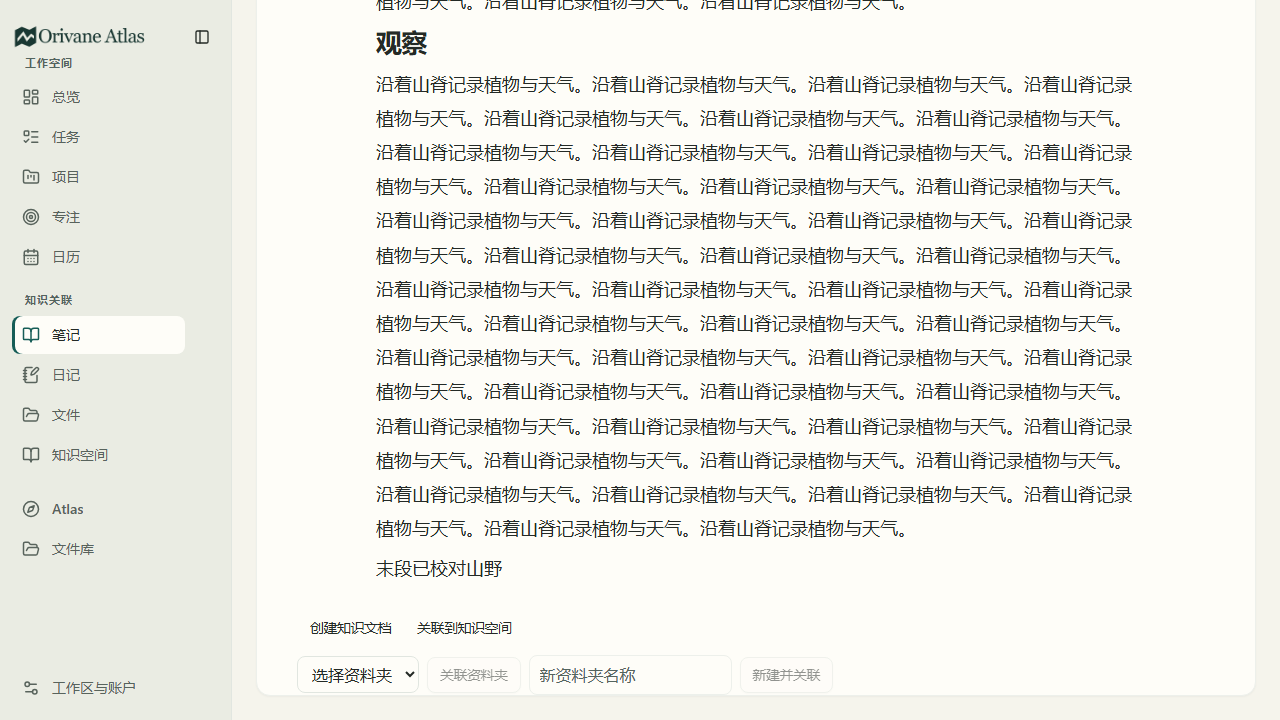 Orivane Atlas
工作空间
总览
任务
项目
专注
日历
知识关联
笔记
日记
文件
知识空间
Atlas
文件库
工作区与账户
植物与天气。沿着山脊记录植物与天气。沿着山脊记录植物与天气。
观察
沿着山脊记录植物与天气。沿着山脊记录植物与天气。沿着山脊记录植物与天气。沿着山脊记录
植物与天气。沿着山脊记录植物与天气。沿着山脊记录植物与天气。沿着山脊记录植物与天气。
沿着山脊记录植物与天气。沿着山脊记录植物与天气。沿着山脊记录植物与天气。沿着山脊记录
植物与天气。沿着山脊记录植物与天气。沿着山脊记录植物与天气。沿着山脊记录植物与天气。
沿着山脊记录植物与天气。沿着山脊记录植物与天气。沿着山脊记录植物与天气。沿着山脊记录
植物与天气。沿着山脊记录植物与天气。沿着山脊记录植物与天气。沿着山脊记录植物与天气。
沿着山脊记录植物与天气。沿着山脊记录植物与天气。沿着山脊记录植物与天气。沿着山脊记录
植物与天气。沿着山脊记录植物与天气。沿着山脊记录植物与天气。沿着山脊记录植物与天气。
沿着山脊记录植物与天气。沿着山脊记录植物与天气。沿着山脊记录植物与天气。沿着山脊记录
植物与天气。沿着山脊记录植物与天气。沿着山脊记录植物与天气。沿着山脊记录植物与天气。
沿着山脊记录植物与天气。沿着山脊记录植物与天气。沿着山脊记录植物与天气。沿着山脊记录
植物与天气。沿着山脊记录植物与天气。沿着山脊记录植物与天气。沿着山脊记录植物与天气。
沿着山脊记录植物与天气。沿着山脊记录植物与天气。沿着山脊记录植物与天气。沿着山脊记录
植物与天气。沿着山脊记录植物与天气。沿着山脊记录植物与天气。
末段已校对山野
创建知识文档 关联到知识空间
选择资料夹 关联资料夹 新资料夹名称 新建并关联